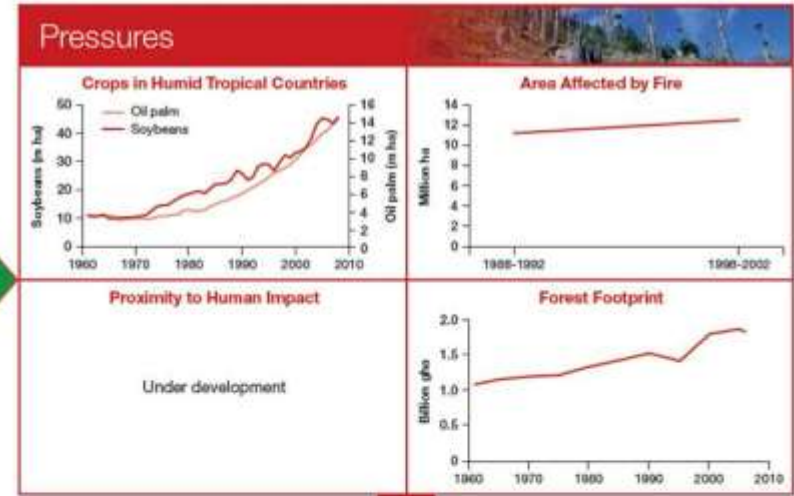 Pressures
Crops in Humid Tropical Countries
50
40
30
20
10
0
Soybeans (m ha)
Oil palm
Soybeans
16
14
12
10
8
6
4
2
0
Oil palm (m ha)
1960 1970 1980 1990 2000 2010
Area Affected by Fire
14
12
10
8
6
4
2
0
Million ha
1988-1992 1998-2002
Proximity to Human Impact
Under development
Forest Footprint
2.0
1.5
1.0
0.5
0
Billion gha
1960 1970 1980 1990 2000 2010